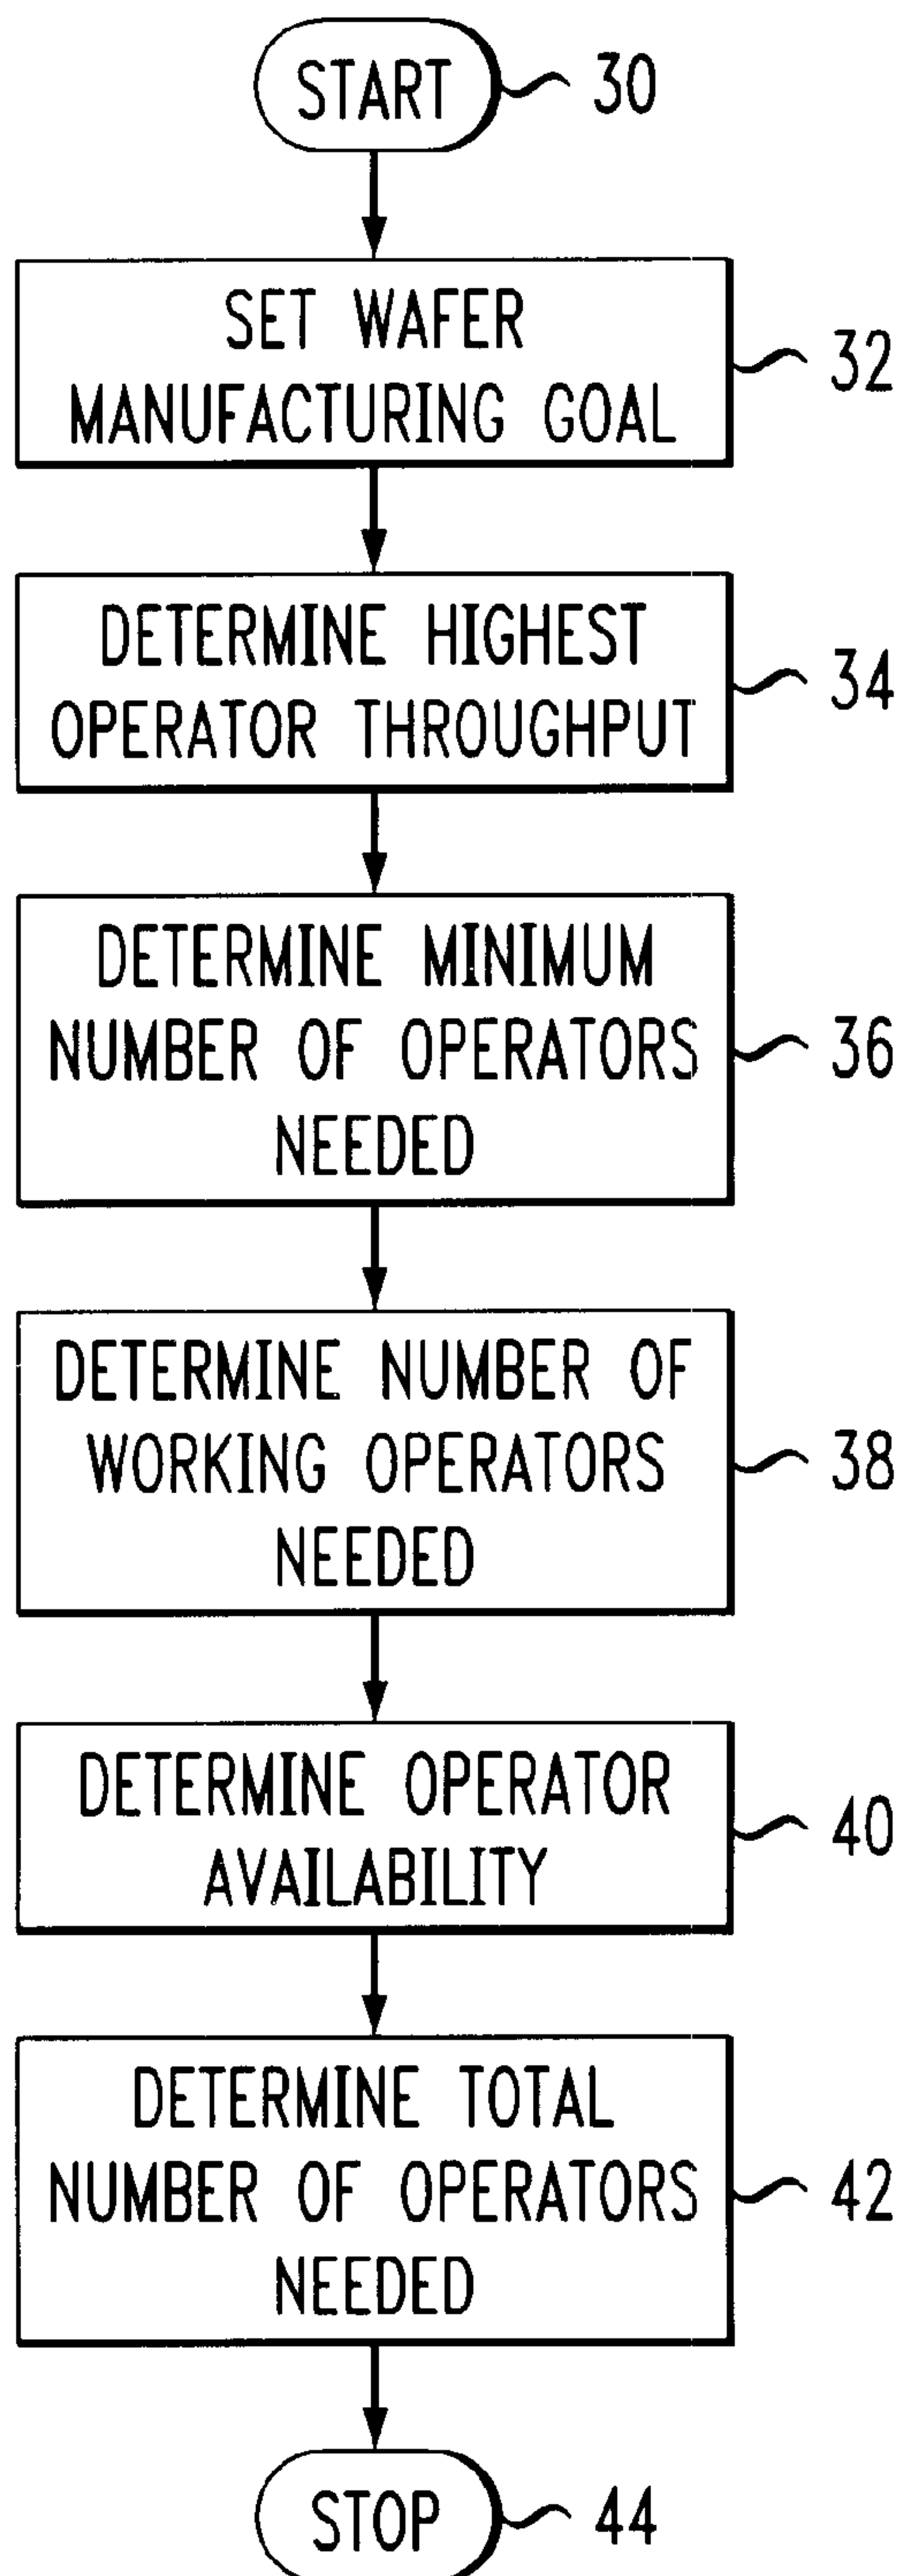 START 30
SET WAFER
MANUFACTURING GOAL
32
DETERMINE HIGHEST
OPERATOR THROUGHPUT
34
DETERMINE MINIMUM
NUMBER OF OPERATORS
NEEDED
36
DETERMINE NUMBER OF
WORKING OPERATORS
NEEDED
38
DETERMINE OPERATOR
AVAILABILITY
40
DETERMINE TOTAL
NUMBER OF OPERATORS
NEEDED
42
STOP 44